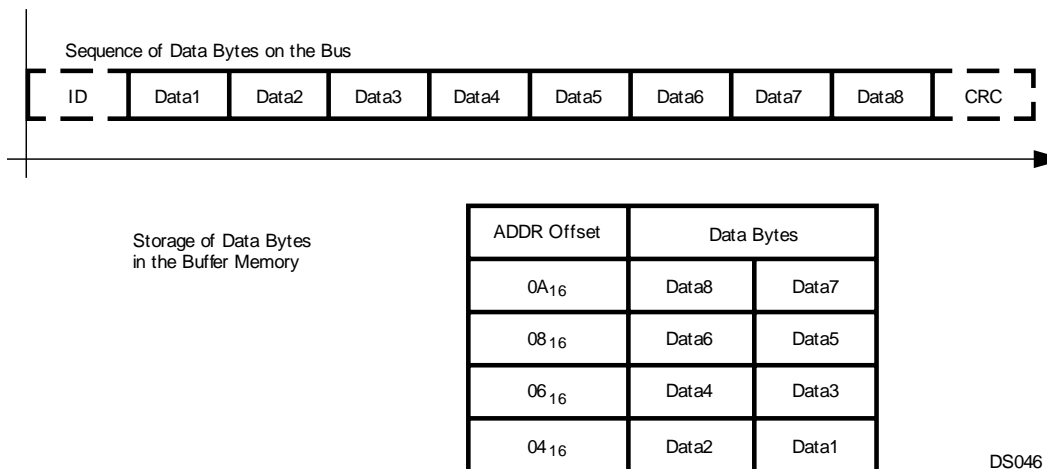 Sequence of Data Bytes on the Bus
ID Data1 Data2 Data3 Data4 Data5 Data6 Data7 Data8 CRC
Storage of Data Bytes
in the Buffer Memory
ADDR Offset Data Bytes
0A16 Data8 Data7
0816 Data6 Data5
0616 Data4 Data3
0416 Data2 Data1
DS046